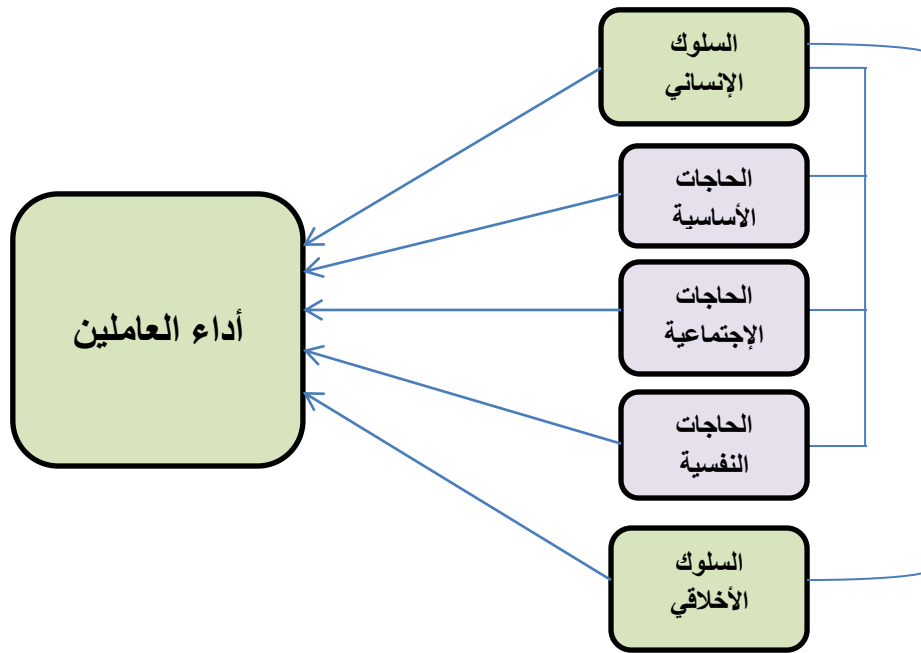 السلوك
الإنساني
الحاجات
الأساسية
الحاجات
الإجتماعية
الحاجات
النفسية
السلوك
الأخلاقي
أداء العاملين